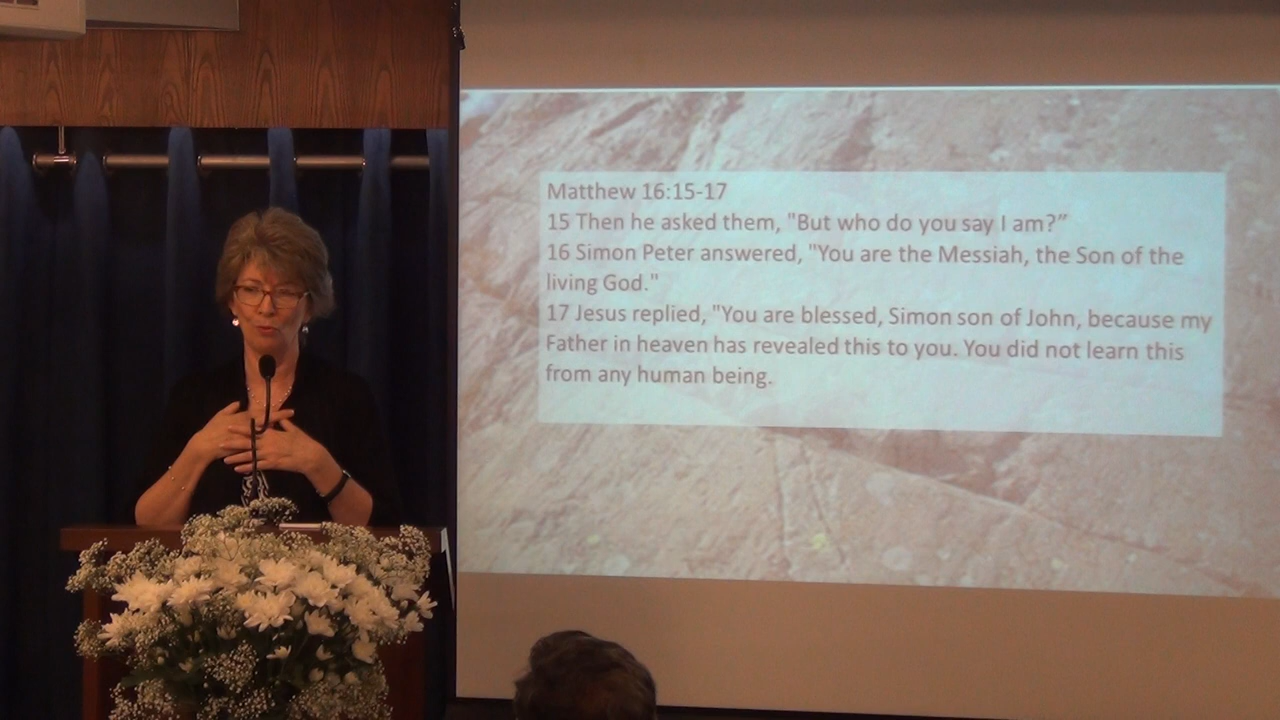 Matthew 16:15-17
15 Then he asked them, "But who do you say I am?”
16 Simon Peter answered, "You are the Messiah, the Son of the
living God."
17 Jesus replied, "You are blessed, Simon son of John, because my
Father in heaven has revealed this to you. You did not learn this
from any human being.